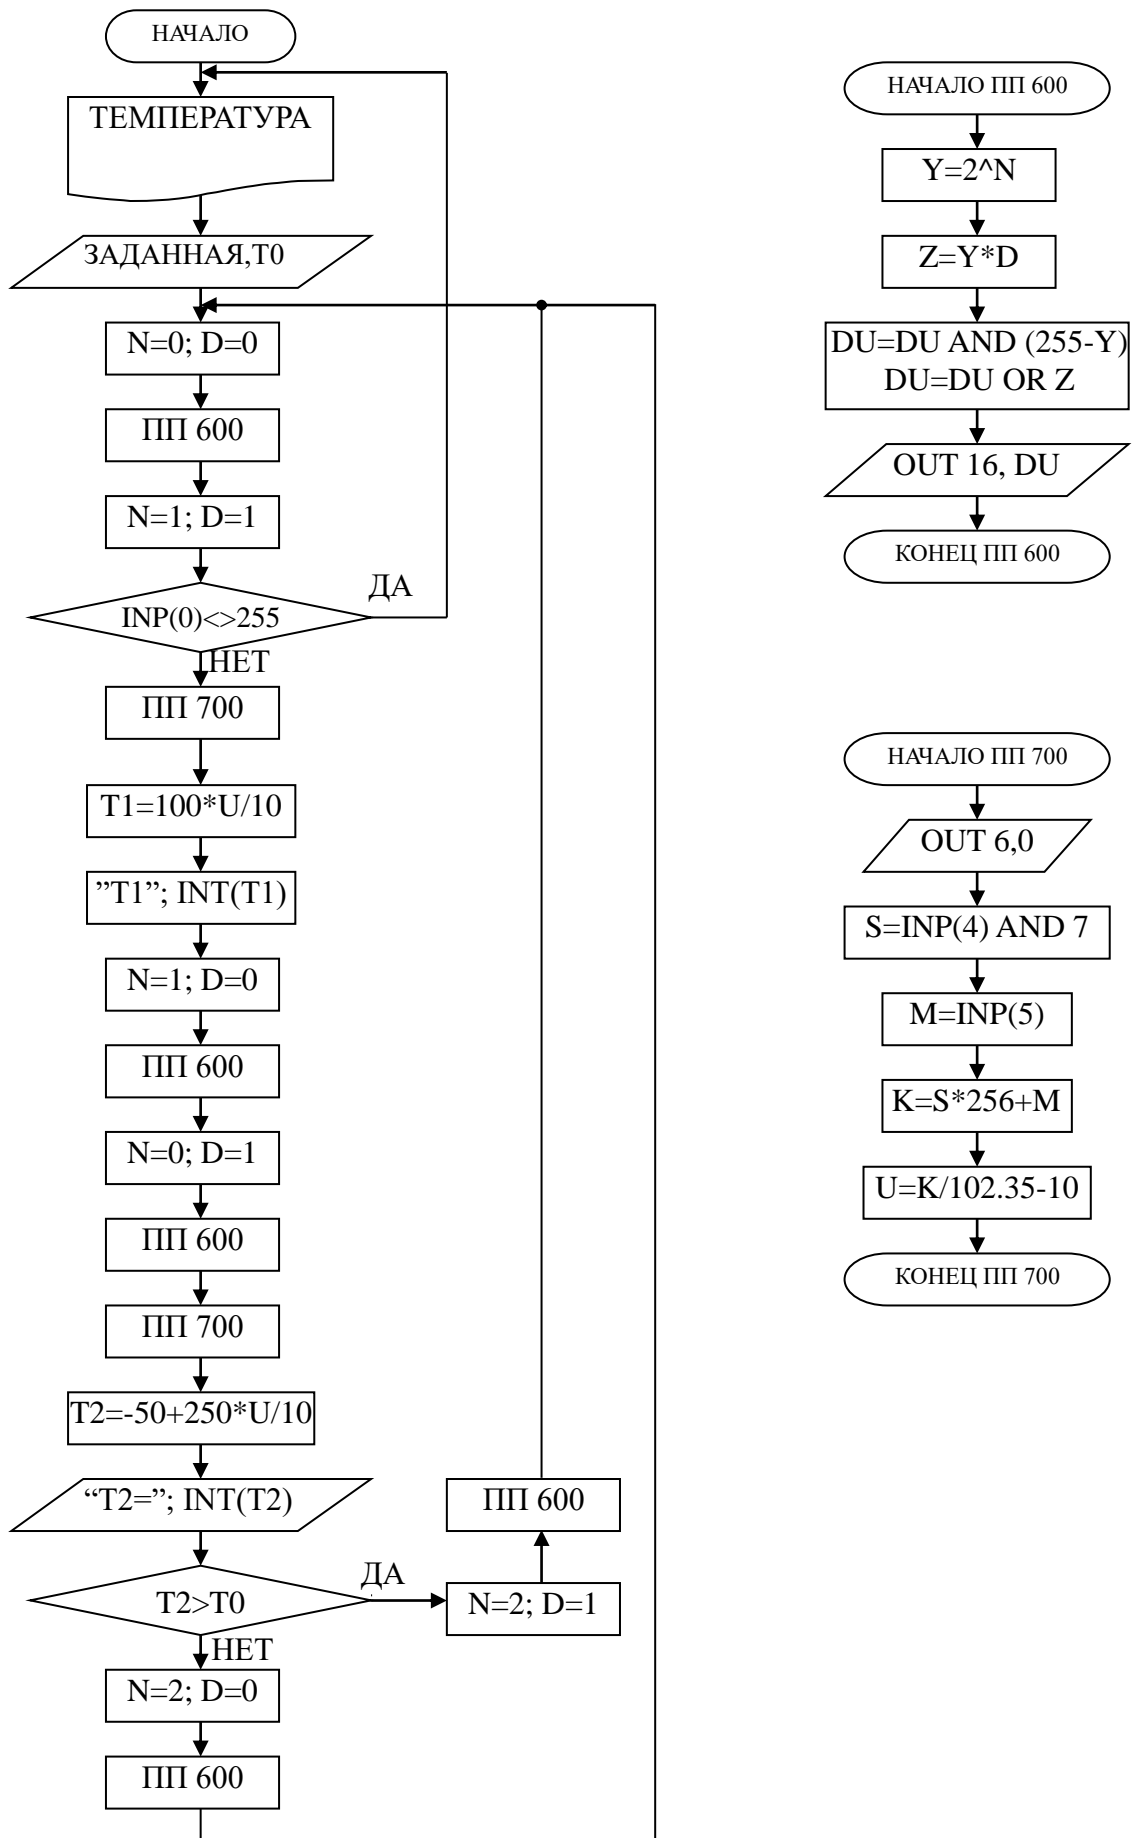 НАЧАЛО
ТЕМПЕРАТУРА
ЗАДАННАЯ,T0
N=0; D=0
ПП 600
N=1; D=1
INP(0)<>255
ДА
НЕТ
ПП 700
T1=100*U/10
”T1”; INT(T1)
N=1; D=0
ПП 600
N=0; D=1
ПП 600
ПП 700
T2=-50+250*U/10
“T2=”; INT(T2)
T2>T0
ДА
N=2; D=1
ПП 600
НЕТ
N=2; D=0
ПП 600
НАЧАЛО ПП 600
Y=2^N
Z=Y*D
DU=DU AND (255-Y)
DU=DU OR Z
OUT 16, DU
КОНЕЦ ПП 600
НАЧАЛО ПП 700
OUT 6,0
S=INP(4) AND 7
M=INP(5)
K=S*256+M
U=K/102.35-10
КОНЕЦ ПП 700